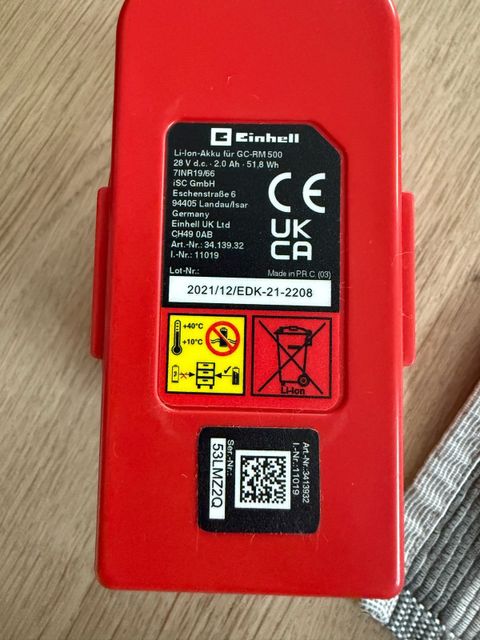 Einhell
Li-Ion-Akku für GC-RM 500
28 V d.c. · 2.0 Ah · 51,8 Wh
7INR19/66
iSC GmbH
Eschenstraße 6
94405 Landau/Isar
Germany
Einhell UK Ltd
CH49 0AB
Art.-Nr.: 34.139.32
I.-Nr.: 11019
CE
UK
CA
Lot-Nr.:
Made in P.R.C. (03)
2021/12/EDK-21-2208
+40°C
+10°C
Li-Ion
Art.-Nr.:3413932
I.-Nr.:11019
Ser.-Nr.:
53LMZ2Q